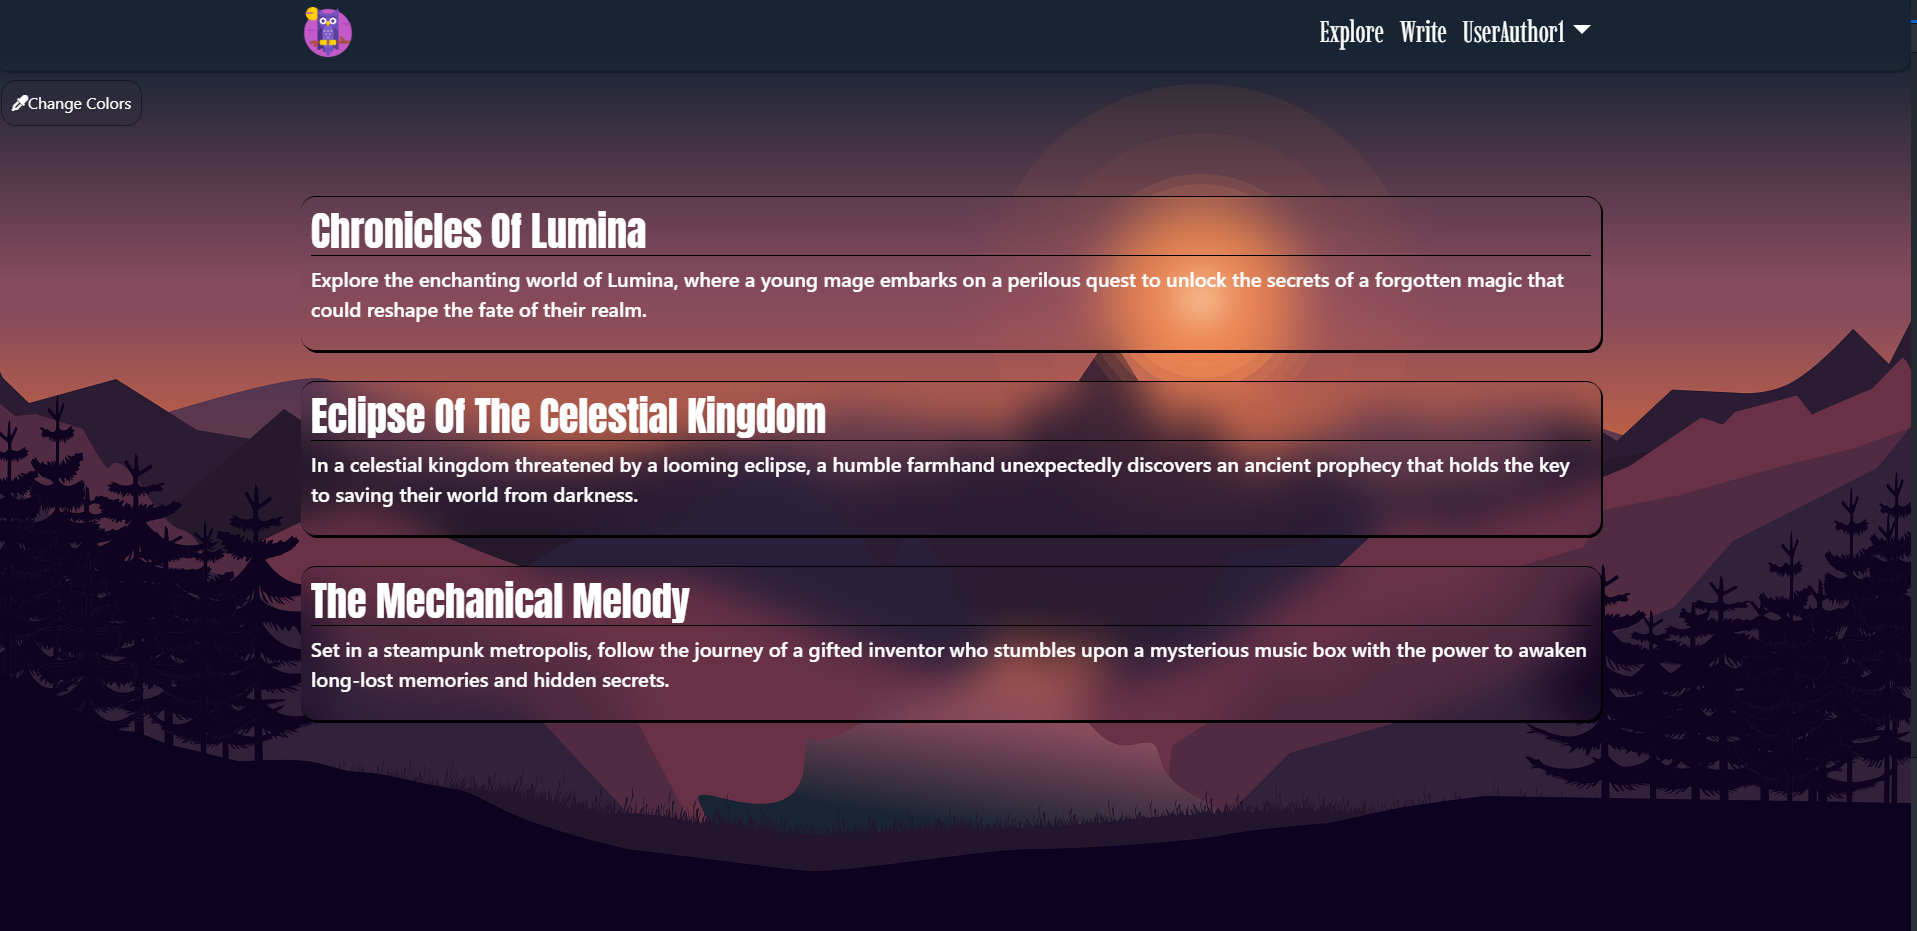 Explore Write UserAuthor1
Change Colors
Chronicles Of Lumina
Explore the enchanting world of Lumina, where a young mage embarks on a perilous quest to unlock the secrets of a forgotten magic that
could reshape the fate of their realm.
Eclipse Of The Celestial Kingdom
In a celestial kingdom threatened by a looming eclipse, a humble farmhand unexpectedly discovers an ancient prophecy that holds the key
to saving their world from darkness.
The Mechanical Melody
Set in a steampunk metropolis, follow the journey of a gifted inventor who stumbles upon a mysterious music box with the power to awaken
long-lost memories and hidden secrets.